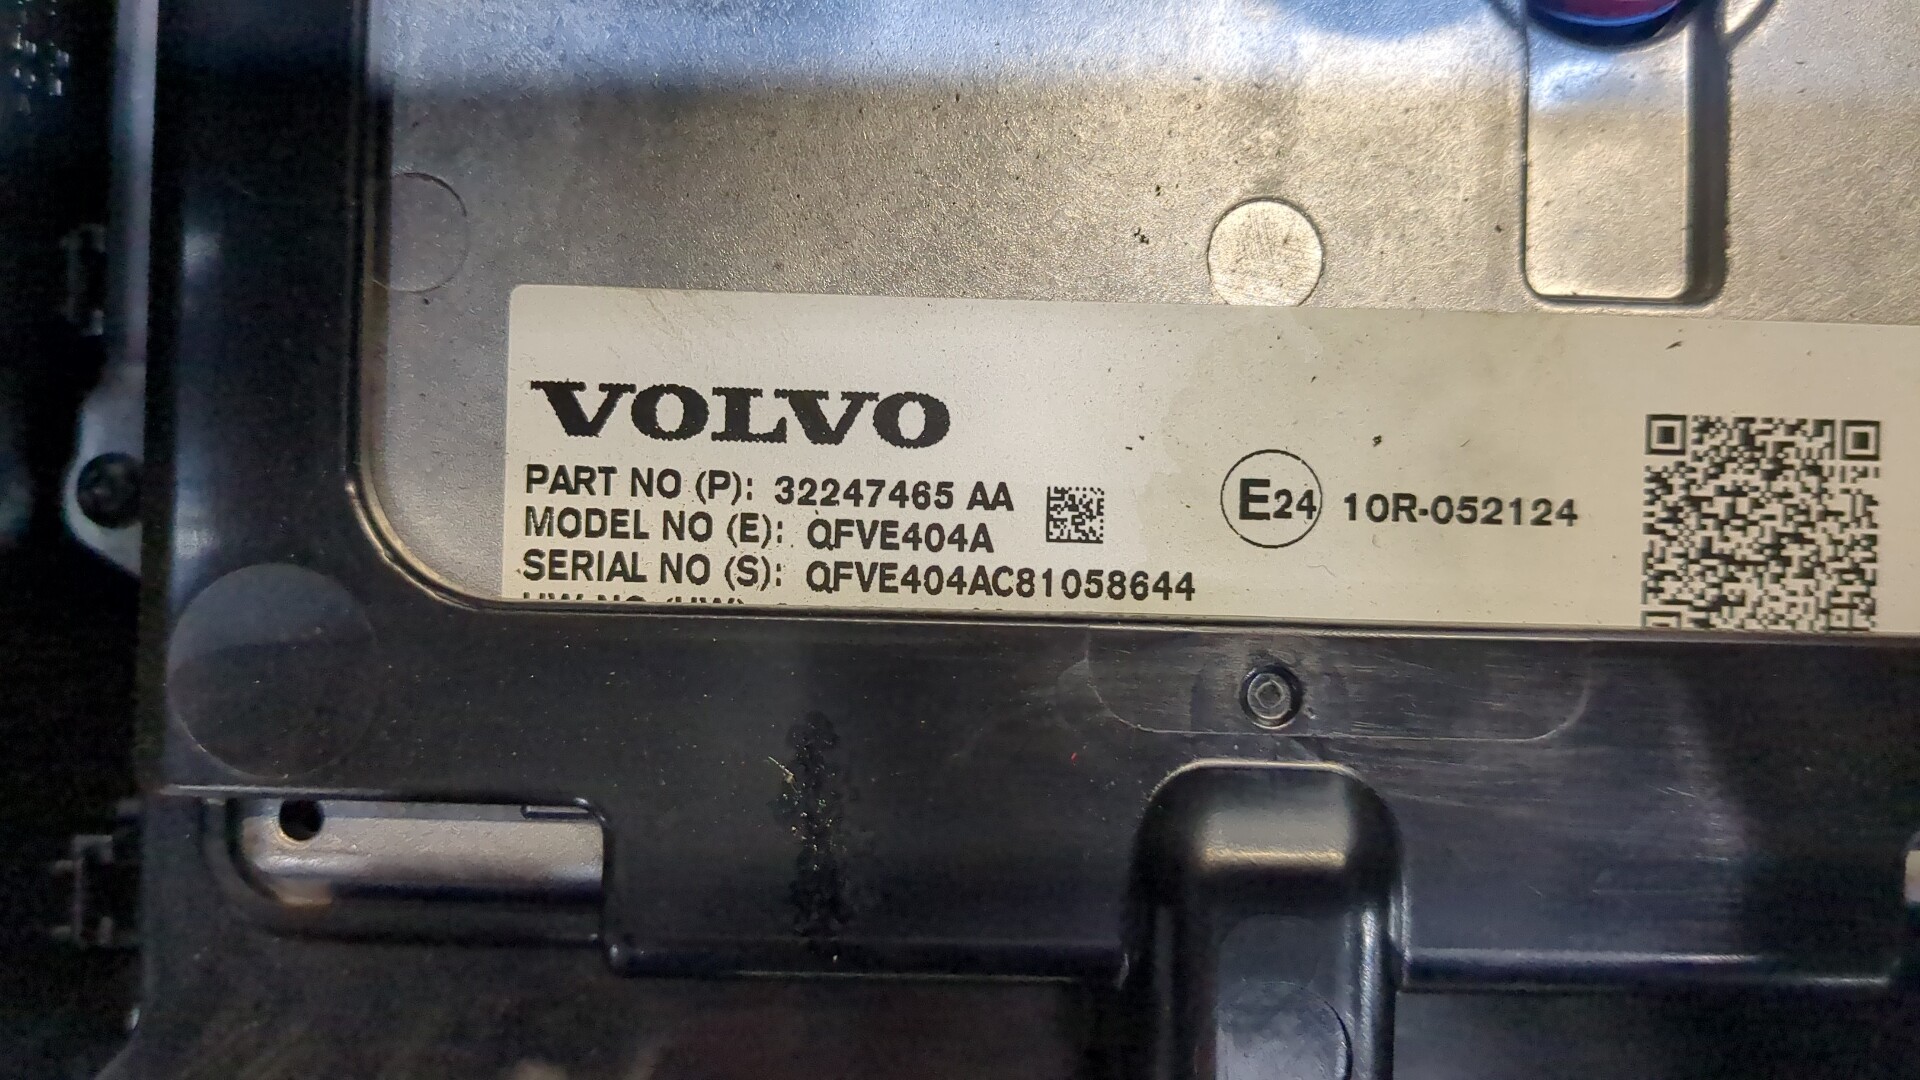 VOLVO
PART NO (P): 32247465 AA
MODEL NO (E): QFVE404A
SERIAL NO (S): QFVE404AC81058644
E24 10R-052124